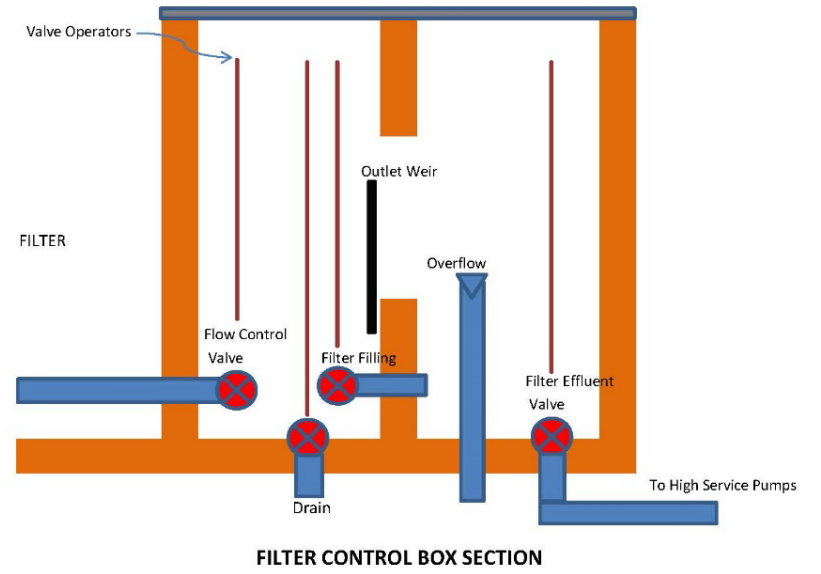 Valve Operators
Outlet Weir
FILTER
Overflow
Flow Control
Valve
Filter Filling
Filter Effluent
Valve
To High Service Pumps
Drain
FILTER CONTROL BOX SECTION